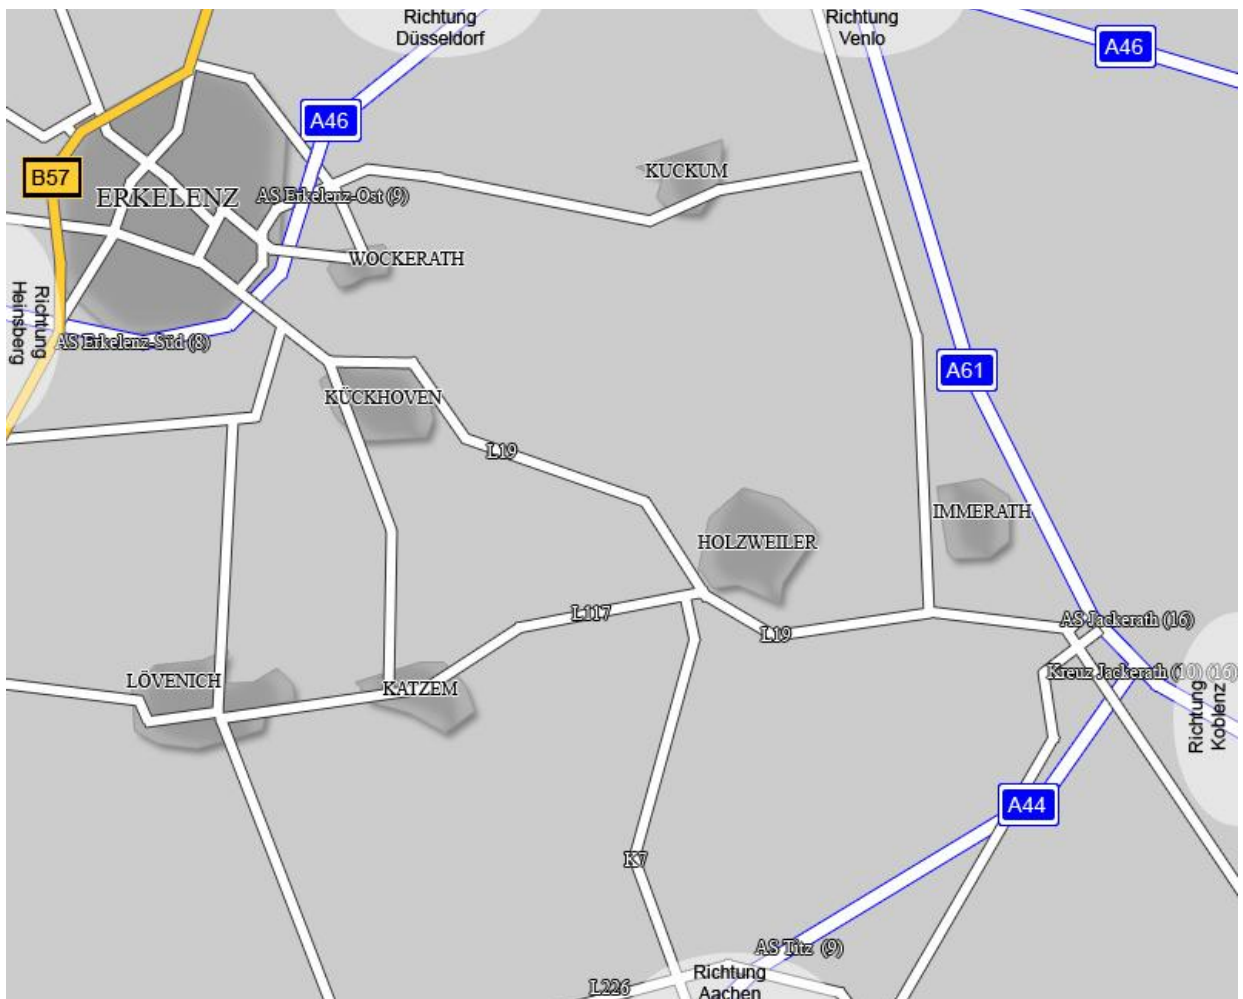 Richtung
Düsseldorf
Richtung
Venlo
A46
A46
B57
KUCKUM
ERKELENZ
AS Erkelenz-Ost (9)
WOCKERATH
Richtung
Heinsberg
AS Erkelenz-Süd (8)
A61
KÜCKHOVEN
L19
IMMERATH
HOLZWEILER
L117
AS Jackerath (16)
L19
Kreuz Jackerath (10) (16)
LÖVENICH
KATZEM
Richtung
Koblenz
A44
K7
AS Titz (9)
L226
Richtung
Aachen